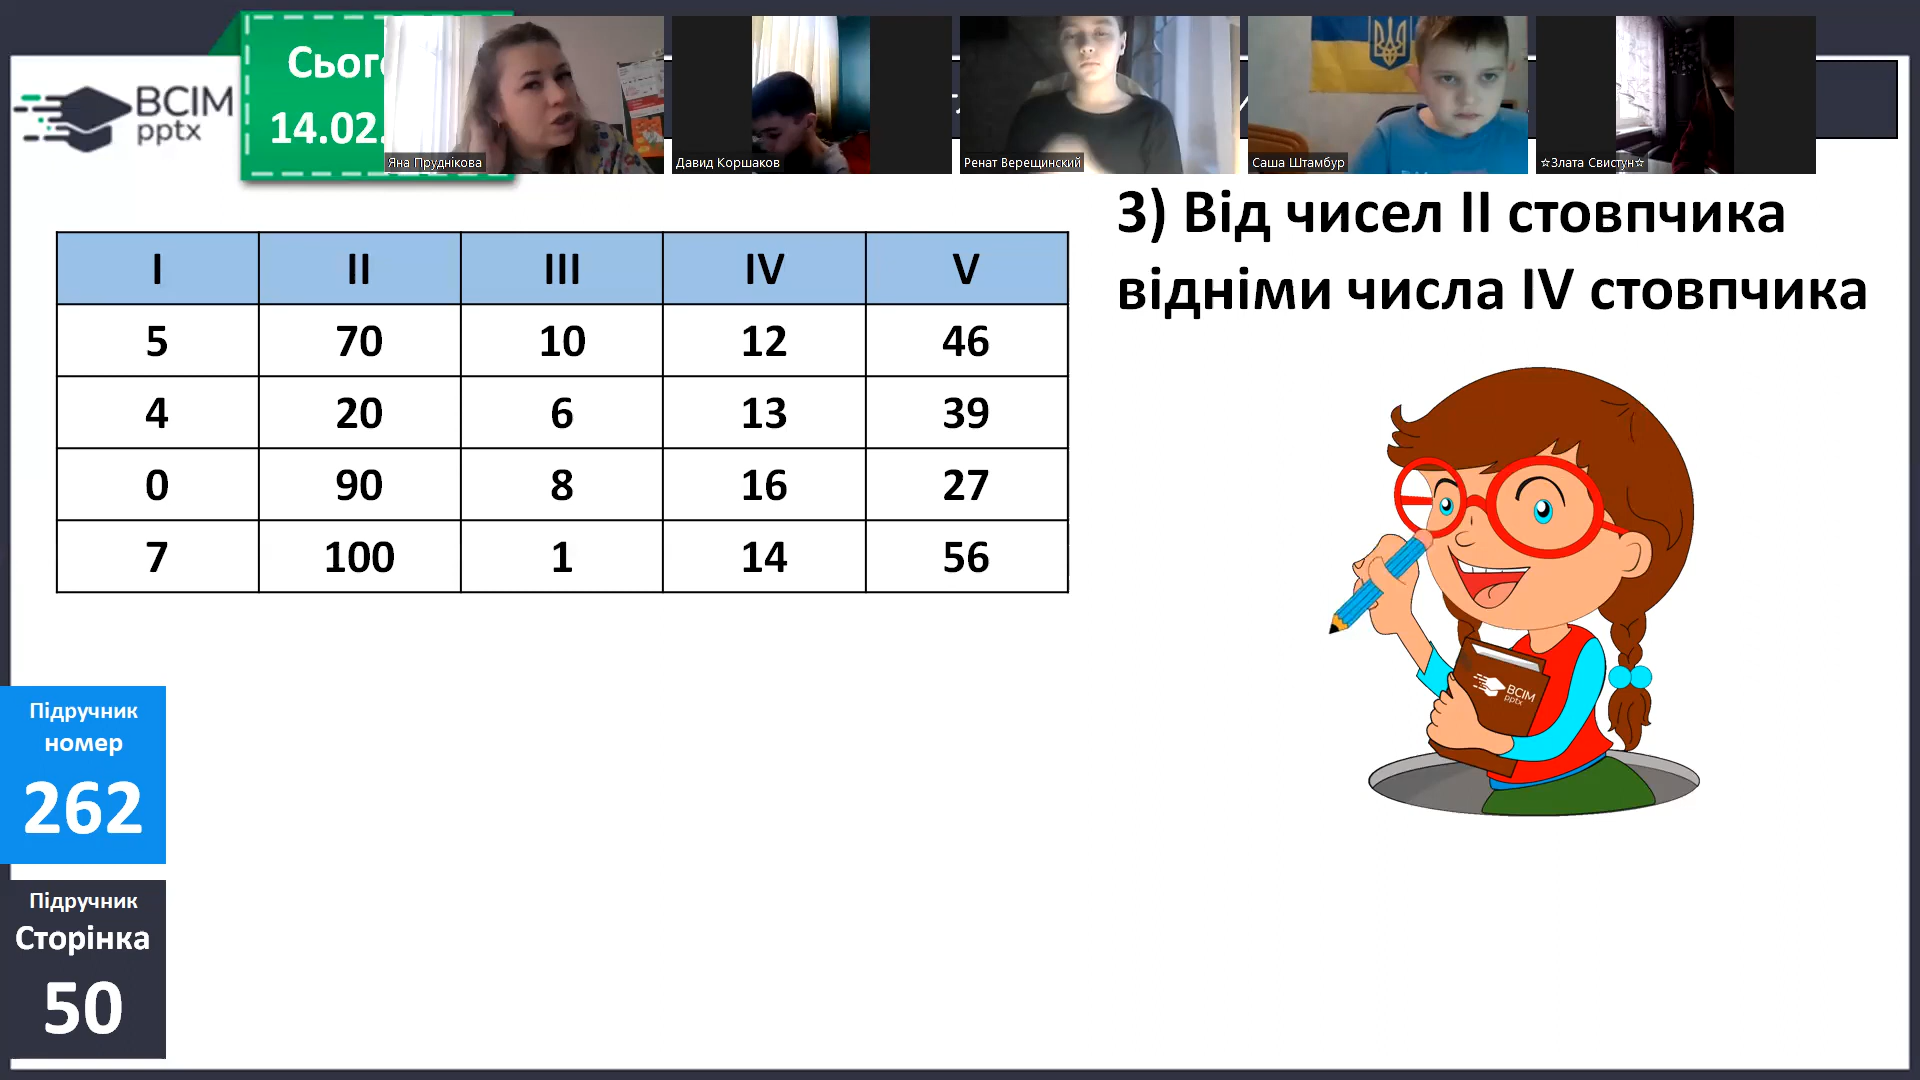 Сього
14.02.
ВСІМ
pptx
Яна Пруднікова
Давид Коршаков
Ренат Верещинский
Саша Штамбур
☆Злата Свистун☆
3) Від чисел ІІ стовпчика
відніми числа ІV стовпчика
I II III IV V
5 70 10 12 46
4 20 6 13 39
0 90 8 16 27
7 100 1 14 56
ВСІМ
pptx
Підручник
номер
262
Підручник
Сторінка
50